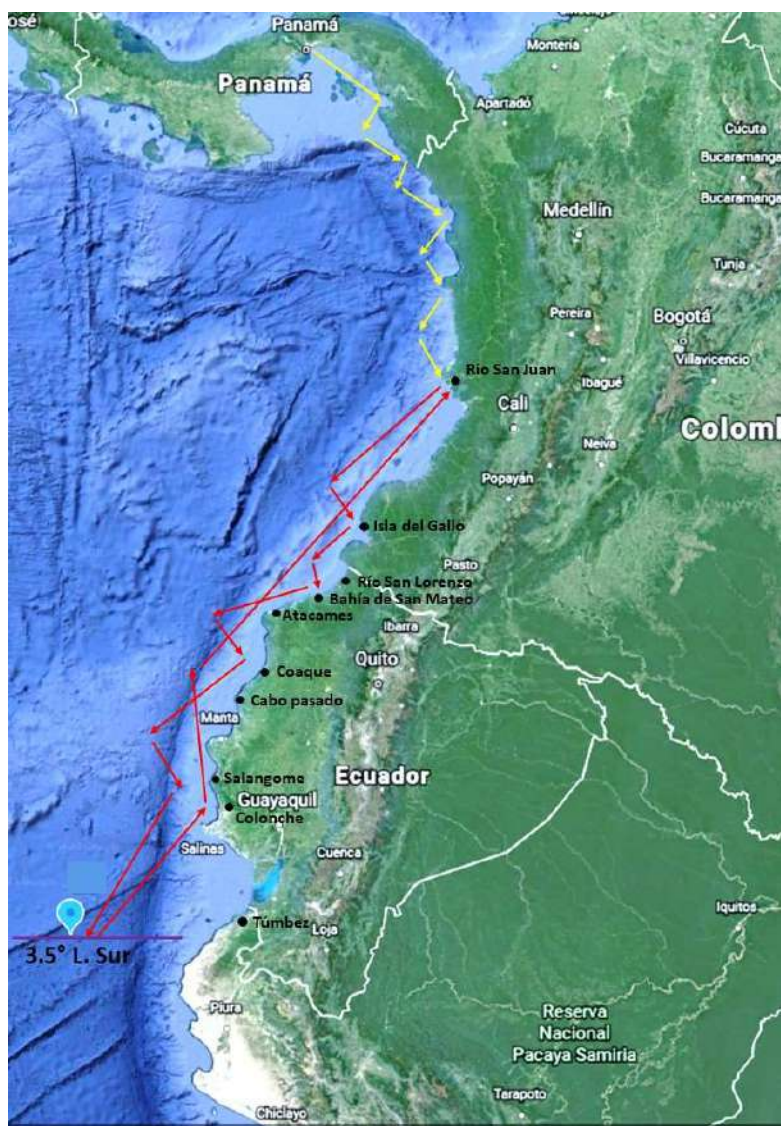 osé
Panamá
Panamá
Montería
Apartadó
Cúcuta
Bucaramanga
Bucaramanga
Medellín
Tunja
Pereira
Bogotá
Villavicencio
Río San Juan
Ibagué
Cali
Colomb
Neiva
Popayán
Isla del Gallo
Pasto
Río San Lorenzo
Bahía de San Mateo
Atacames
Ibarra
Quito
Coaque
Cabo pasado
Manta
Salangome
Ecuador
Guayaquil
Colonche
Salinas
Cuenca
Iquitos
Túmbez
Loja
3.5° L. Sur
Piura
Reserva
Nacional
Pacaya Samiria
Tarapoto
Chiclayo